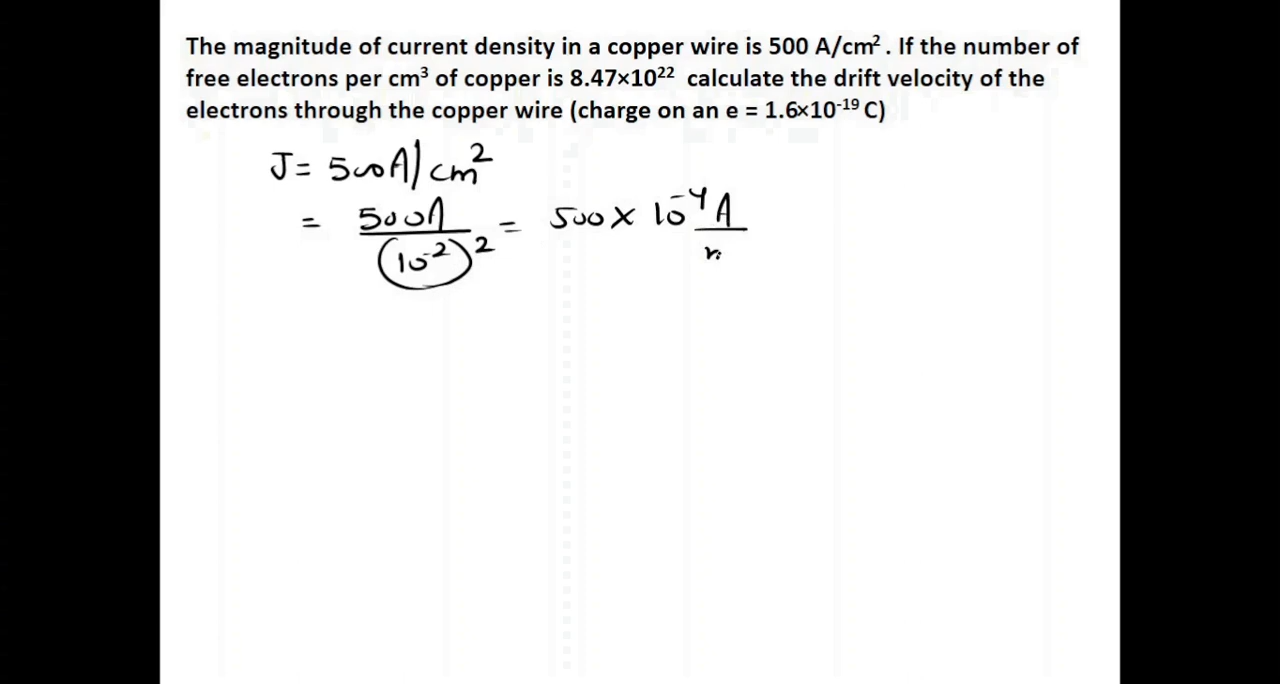 The magnitude of current density in a copper wire is 500 A/cm². If the number of
free electrons per cm³ of copper is 8.47×10²² calculate the drift velocity of the
electrons through the copper wire (charge on an e = 1.6×10⁻¹⁹ C)
J = 500A/cm²
= 500A/(10⁻²)² = 500 × 10⁻⁴ A